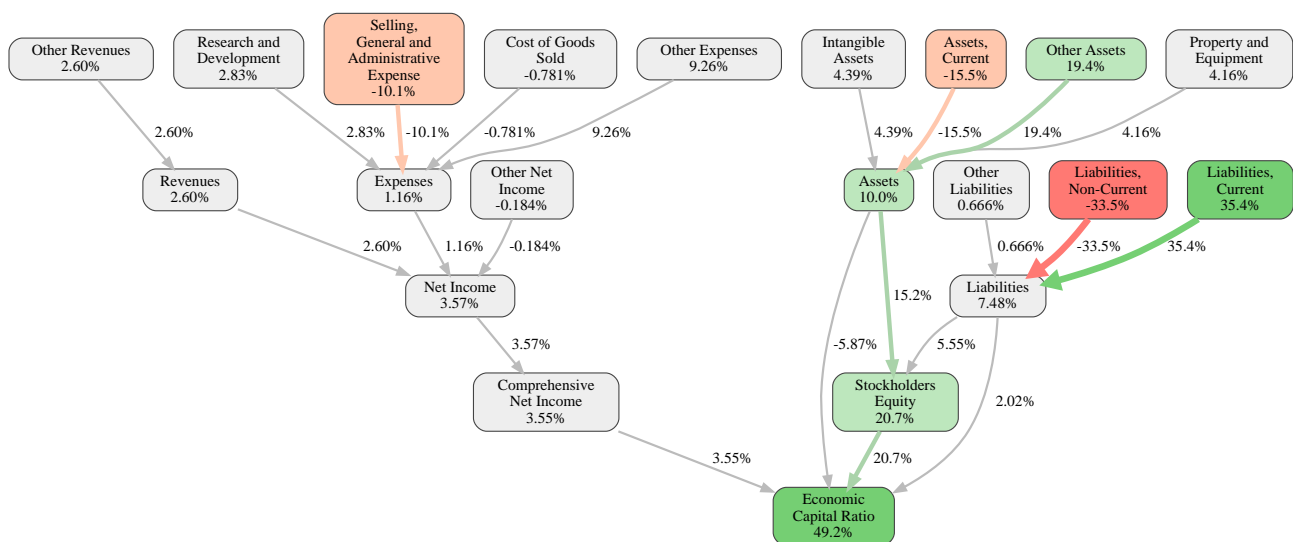 Other Revenues
2.60%
Research and
Development
2.83%
Selling,
General and
Administrative
Expense
-10.1%
Cost of Goods
Sold
-0.781%
Other Expenses
9.26%
Intangible
Assets
4.39%
Assets,
Current
-15.5%
Other Assets
19.4%
Property and
Equipment
4.16%
2.60%
2.83%
-10.1%
-0.781%
9.26%
4.39%
-15.5%
19.4%
4.16%
Revenues
2.60%
Expenses
1.16%
Other Net
Income
-0.184%
Assets
10.0%
Other
Liabilities
0.666%
Liabilities,
Non-Current
-33.5%
Liabilities,
Current
35.4%
2.60%
1.16%
-0.184%
0.666%
-33.5%
35.4%
Net Income
3.57%
15.2%
Liabilities
7.48%
3.57%
-5.87%
5.55%
Comprehensive
Net Income
3.55%
Stockholders
Equity
20.7%
2.02%
3.55%
20.7%
Economic
Capital Ratio
49.2%